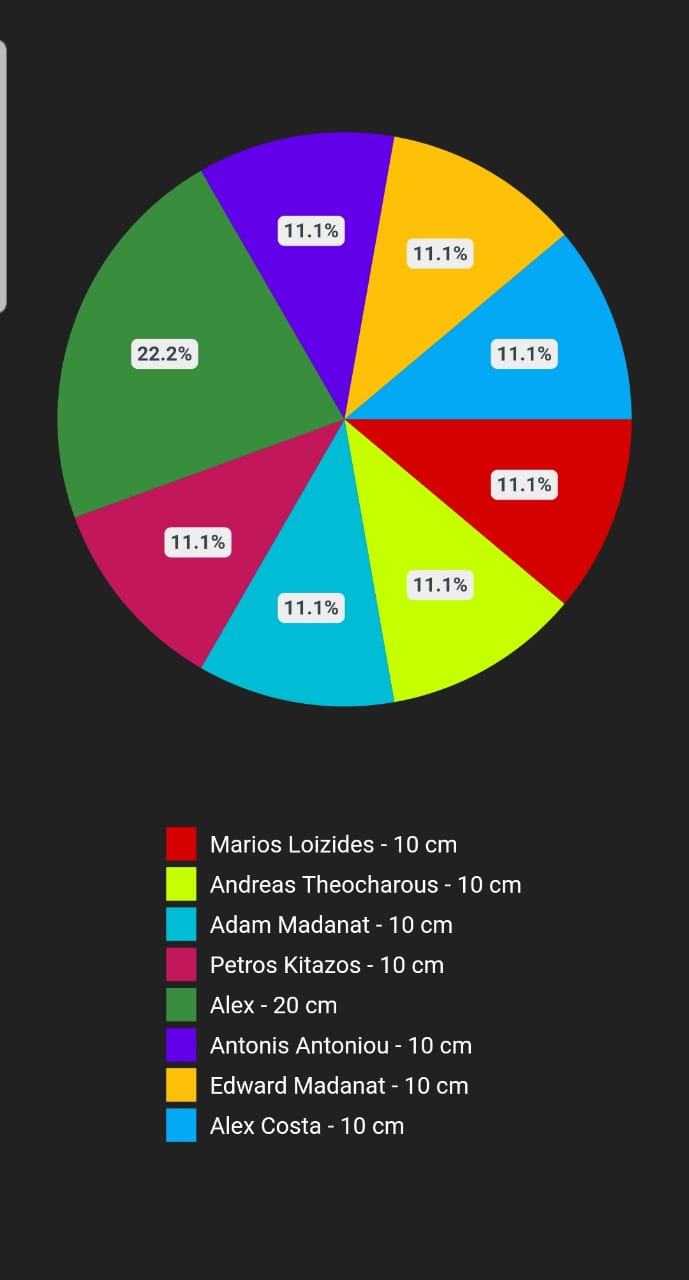 11.1%
11.1%
22.2%
11.1%
11.1%
11.1%
11.1%
11.1%
Marios Loizides - 10 cm
Andreas Theocharous - 10 cm
Adam Madanat - 10 cm
Petros Kitazos - 10 cm
Alex - 20 cm
Antonis Antoniou - 10 cm
Edward Madanat - 10 cm
Alex Costa - 10 cm